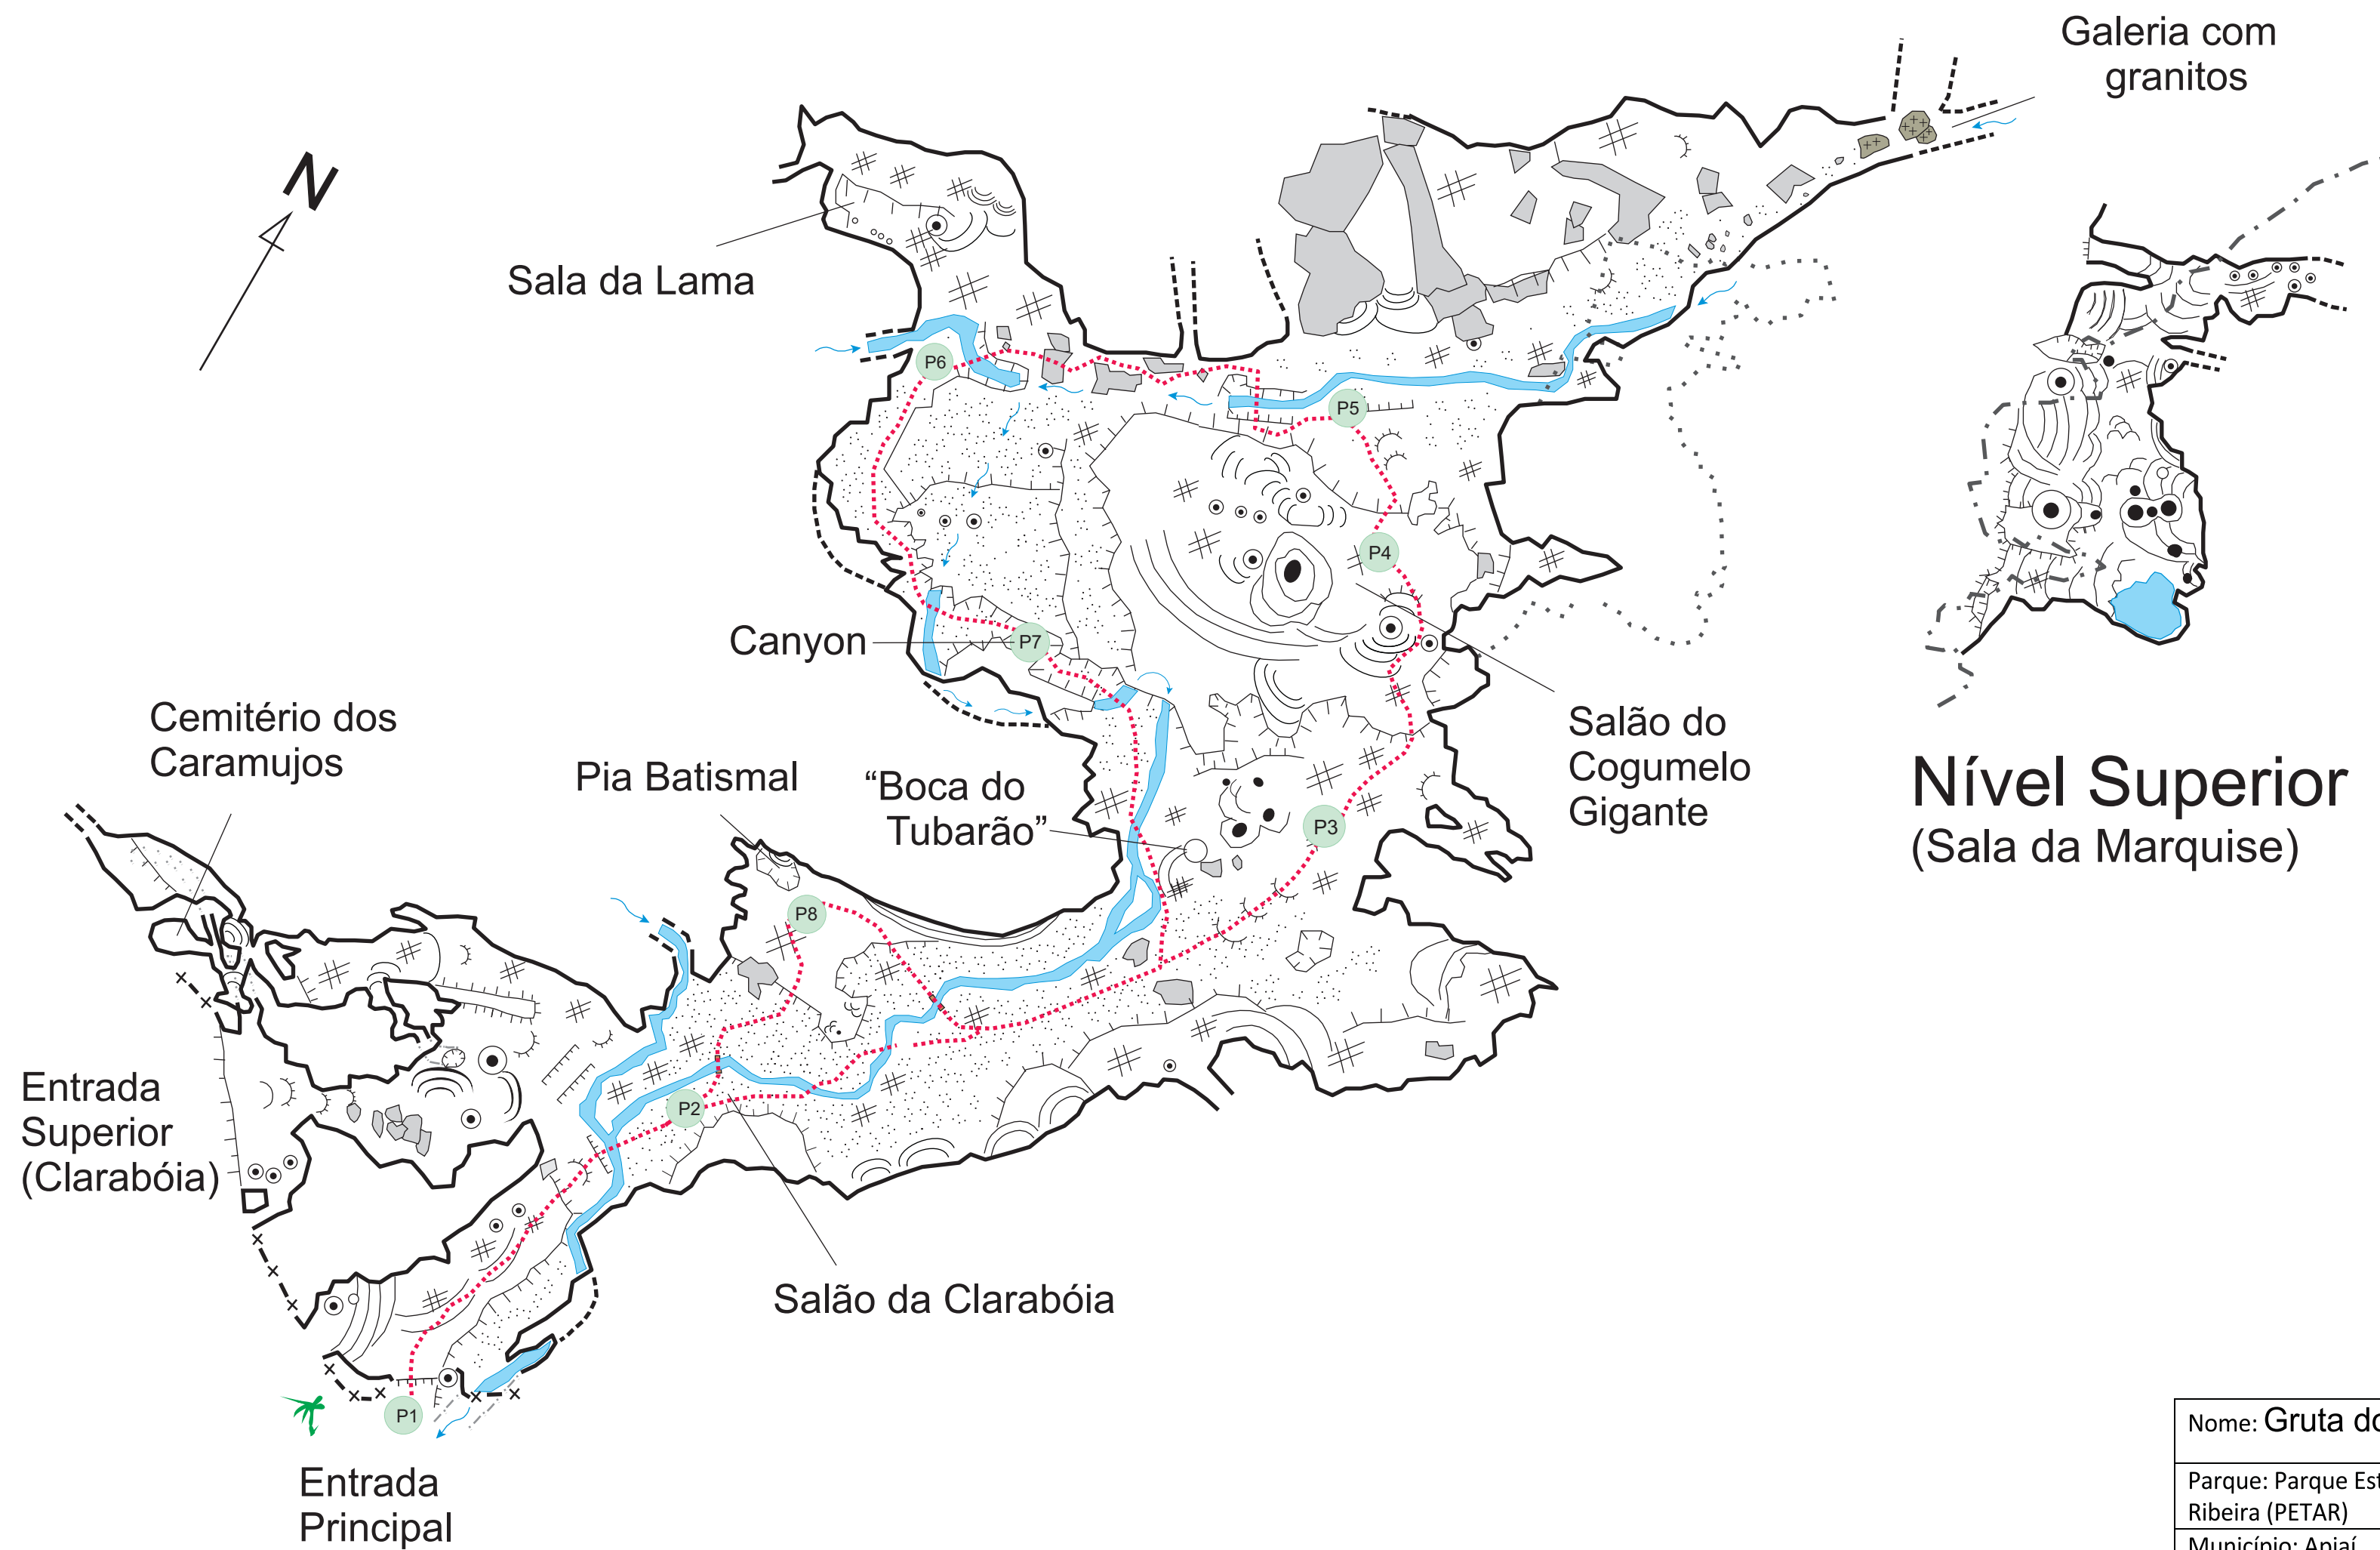 Galeria com
granitos
N
Sala da Lama
P6
P5
P4
Canyon
P7
Cemitério dos
Caramujos
Pia Batismal
“Boca do
Tubarão”
Salão do
Cogumelo
Gigante
P3
Nível Superior
(Sala da Marquise)
P8
Entrada
Superior
(Clarabóia)
P2
Salão da Clarabóia
P1
Entrada
Principal
Nome: Gruta do
Parque: Parque Est
Ribeira (PETAR)
Município: Apiaí